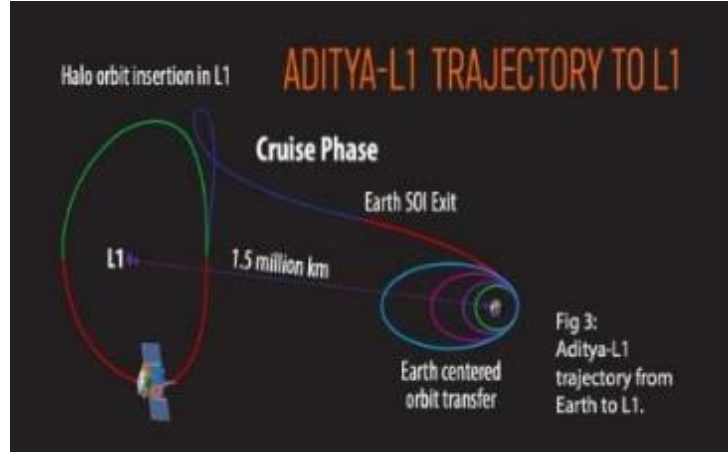 ADITYA-L1 TRAJECTORY TO L1
Halo orbit insertion in L1
Cruise Phase
Earth SOI Exit
L1
1.5 million km
Earth centered
orbit transfer
Fig 3:
Aditya-L1
trajectory from
Earth to L1.